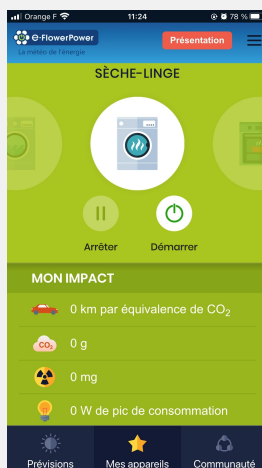 Orange F 11:24 78 %
e-FlowerPower Présentation
La météo de l'énergie
SÈCHE-LINGE
Arrêter Démarrer
MON IMPACT
0 km par équivalence de CO₂
CO₂ 0 g
0 mg
0 W de pic de consommation
Prévisions Mes appareils Communauté